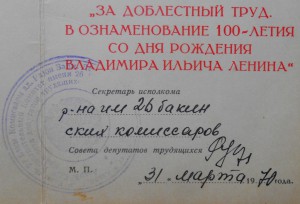 „ЗА ДОБЛЕСТНЫЙ ТРУД.
В ОЗНАМЕНОВАНИЕ 100-ЛЕТИЯ
СО ДНЯ РОЖДЕНИЯ
ВЛАДИМИРА ИЛЬИЧА ЛЕНИНА“
Секретарь исполкома
р-на им 26 бакин
ских комиссаров
Совета депутатов трудящихся
М. П.
„31“ марта 1970 года.